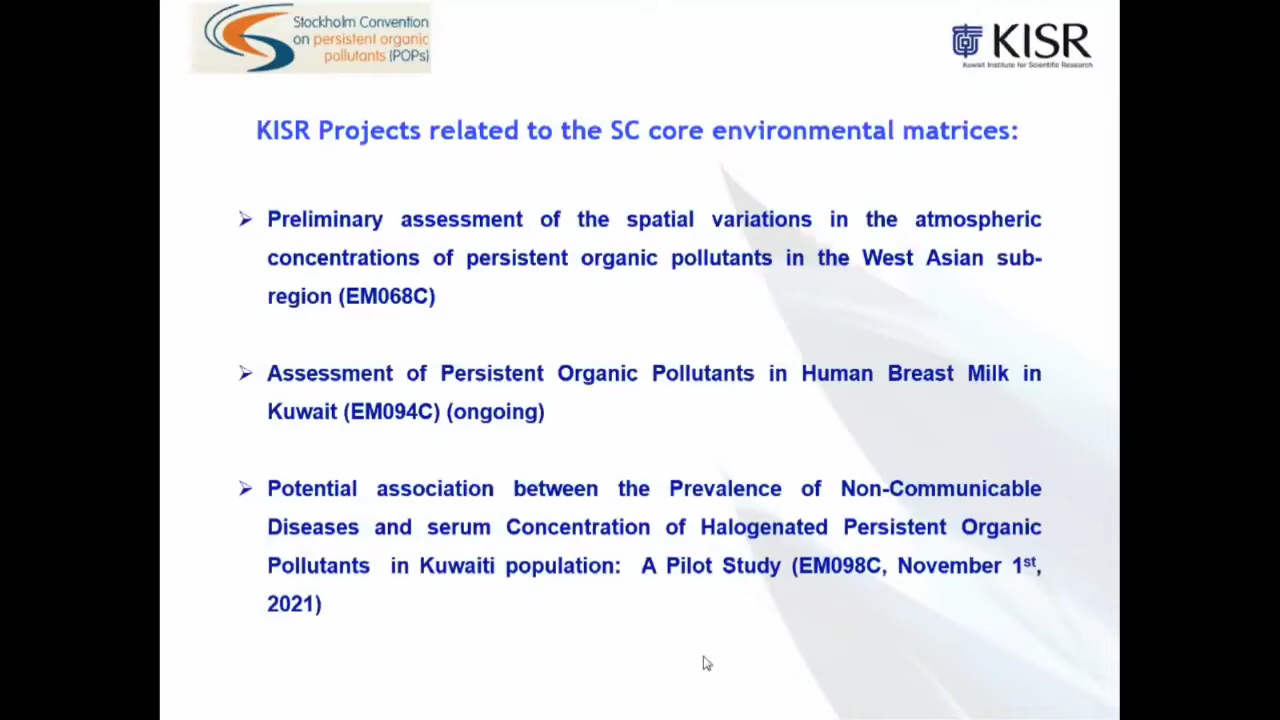 Stockholm Convention
on persistent organic
pollutants (POPs)
KISR
Kuwait Institute for Scientific Research
KISR Projects related to the SC core environmental matrices:
Preliminary assessment of the spatial variations in the atmospheric
concentrations of persistent organic pollutants in the West Asian sub-
region (EM068C)
Assessment of Persistent Organic Pollutants in Human Breast Milk in
Kuwait (EM094C) (ongoing)
Potential association between the Prevalence of Non-Communicable
Diseases and serum Concentration of Halogenated Persistent Organic
Pollutants in Kuwaiti population: A Pilot Study (EM098C, November 1st,
2021)